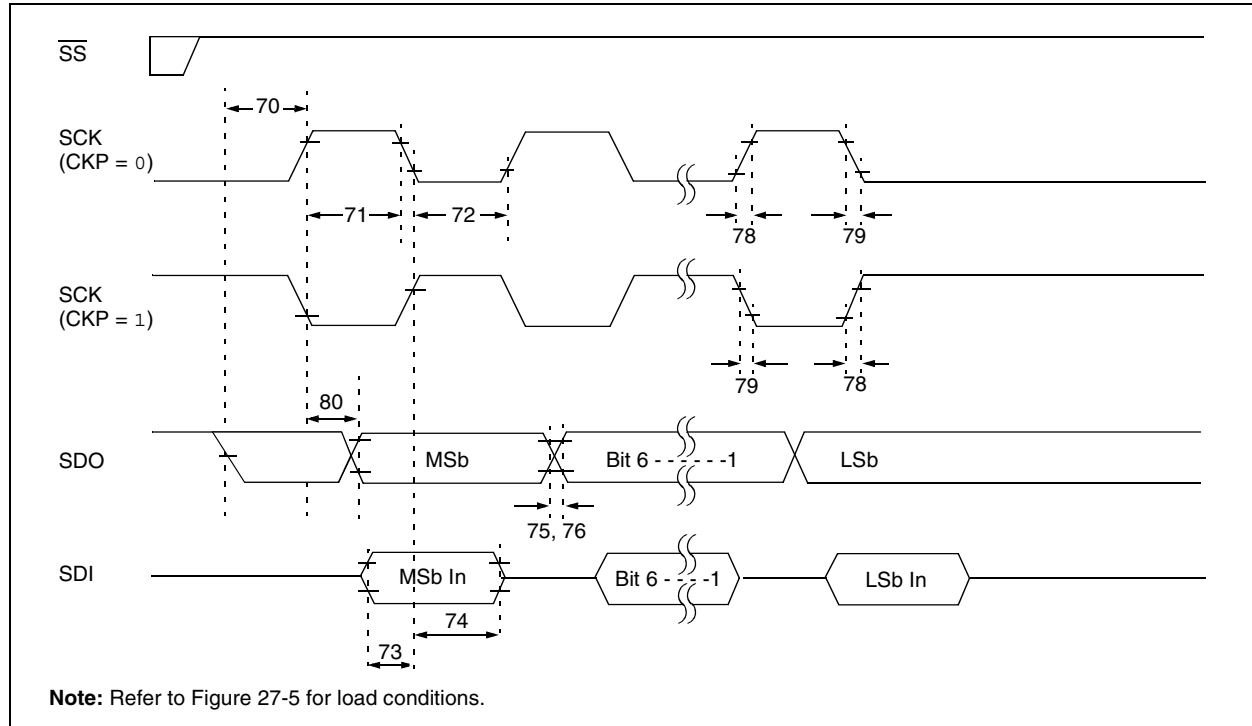 SS
70
SCK
(CKP = 0)
71
72
78
79
SCK
(CKP = 1)
79
78
80
SDO
MSb
Bit 6 - - - - - -1
LSb
75, 76
SDI
MSb In
Bit 6 - - - - -1
LSb In
74
73
Note: Refer to Figure 27-5 for load conditions.